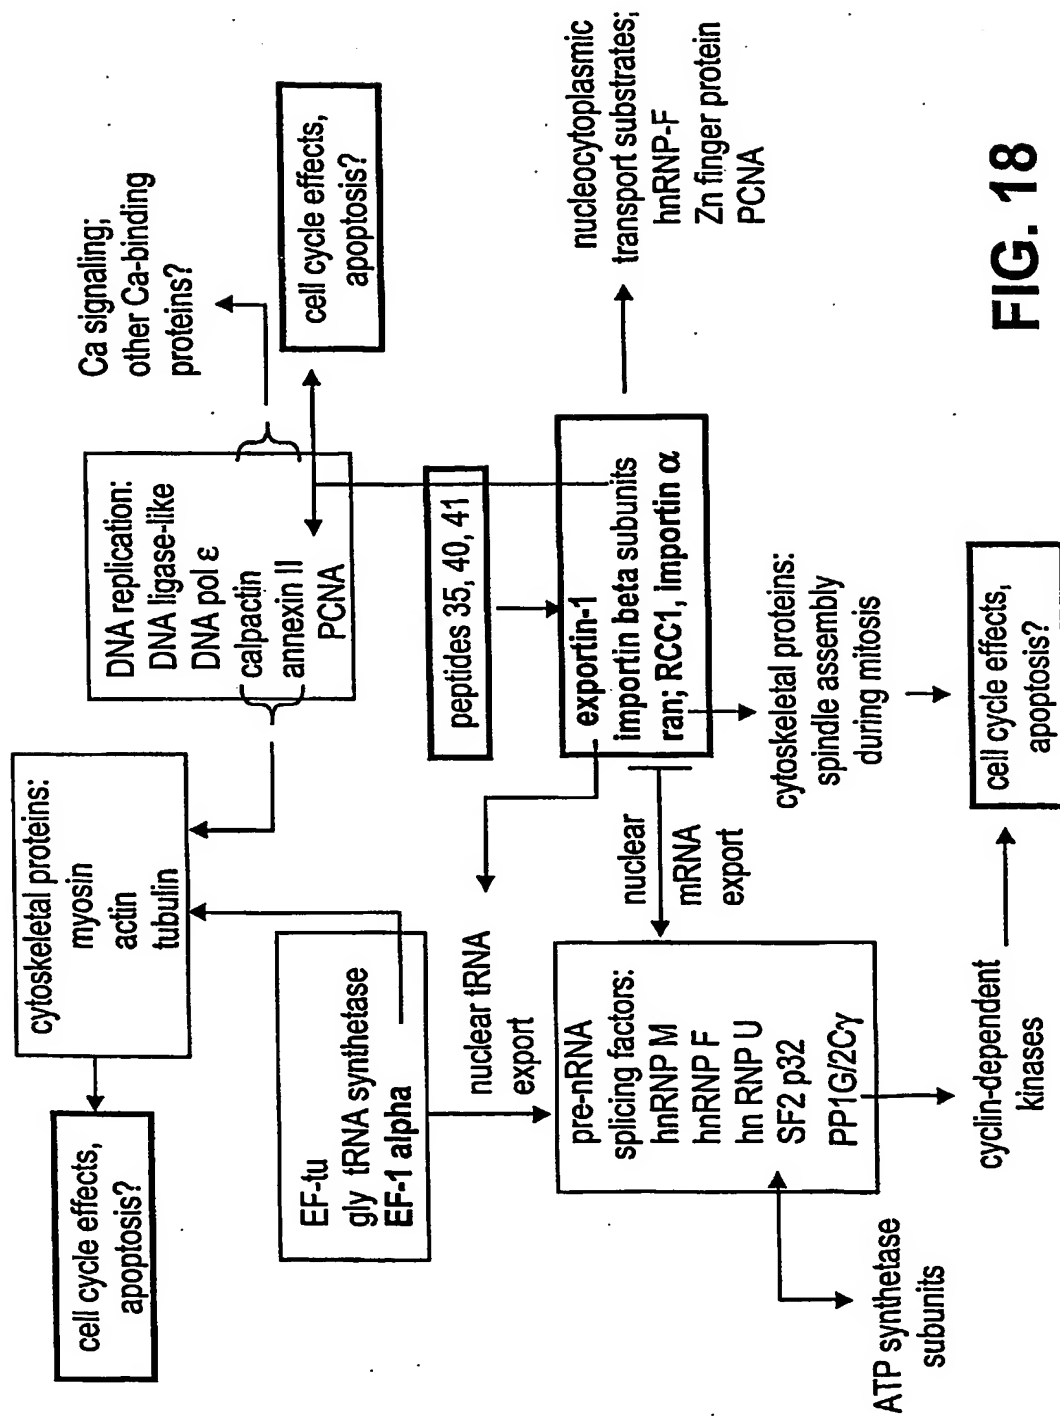 cell cycle effects,
apoptosis?
cytoskeletal proteins:
myosin
actin
tubulin
DNA replication:
DNA ligase-like
DNA pol ε
calpactin
annexin II
PCNA
Ca signaling;
other Ca-binding
proteins?
cell cycle effects,
apoptosis?
EF-tu
gly tRNA synthetase
EF-1 alpha
peptides 35, 40, 41
nuclear tRNA
export
exportin-1
importin beta subunits
ran; RCC1, importin α
nucleocytoplasmic
transport substrates;
hnRNP-F
Zn finger protein
PCNA
nuclear
mRNA
export
pre-nRNA
splicing factors:
hnRNP M
hnRNP F
hn RNP U
SF2 p32
PP1G/2Cγ
cytoskeletal proteins:
spindle assembly
during mitosis
ATP synthetase
subunits
cyclin-dependent
kinases
cell cycle effects,
apoptosis?
FIG. 18